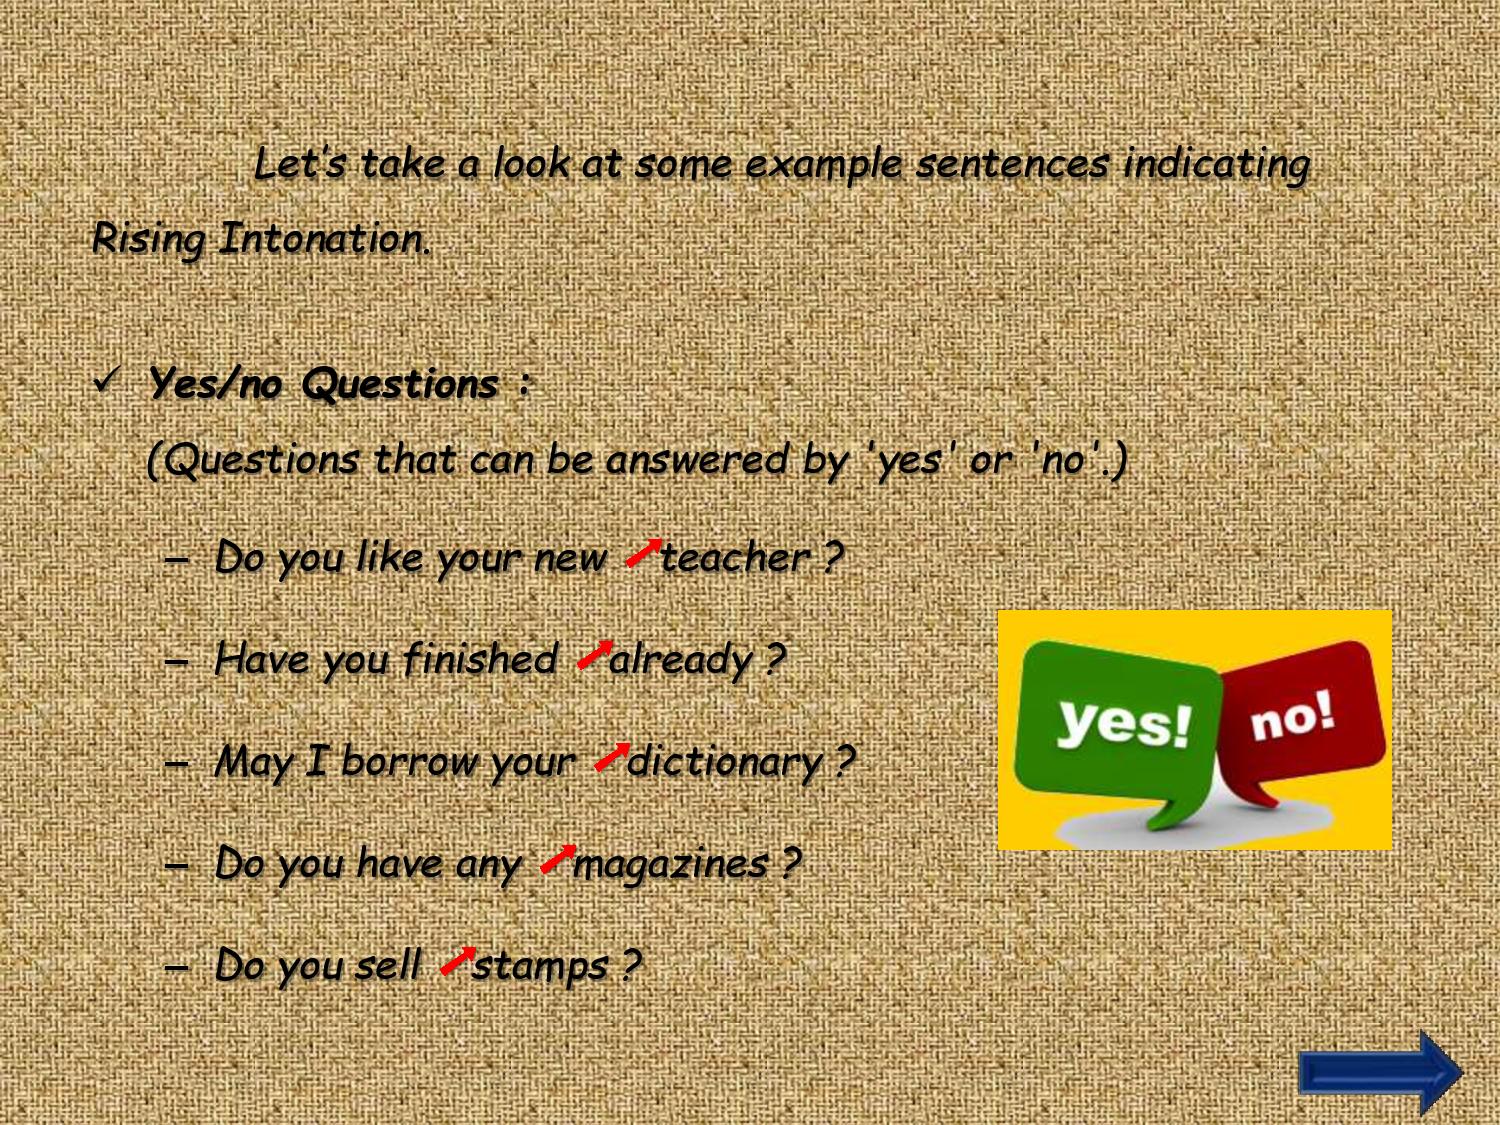 Let's take a look at some example sentences indicating
Rising Intonation.
✓ Yes/no Questions :
(Questions that can be answered by 'yes' or 'no'.)
– Do you like your new ↗teacher ?
– Have you finished ↗already ?
– May I borrow your ↗dictionary ?
– Do you have any ↗magazines ?
– Do you sell ↗stamps ?
yes!
no!